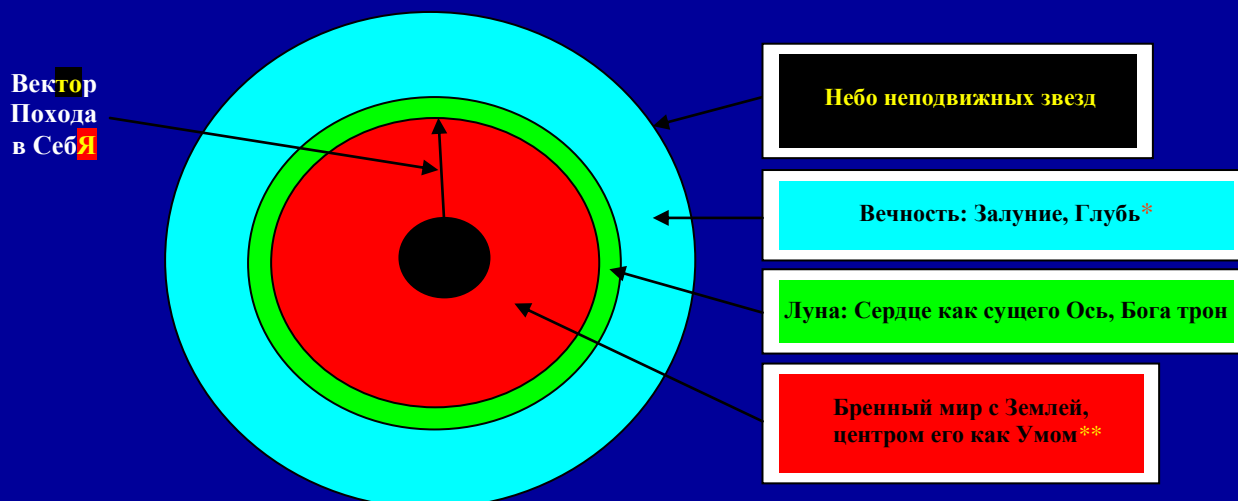 Вектор
Похода
в СебЯ
Небо неподвижных звезд
Вечность: Залуние, Глубь*
Луна: Сердце как сущего Ось, Бога трон
Бренный мир с Землей,
центром его как Умом**